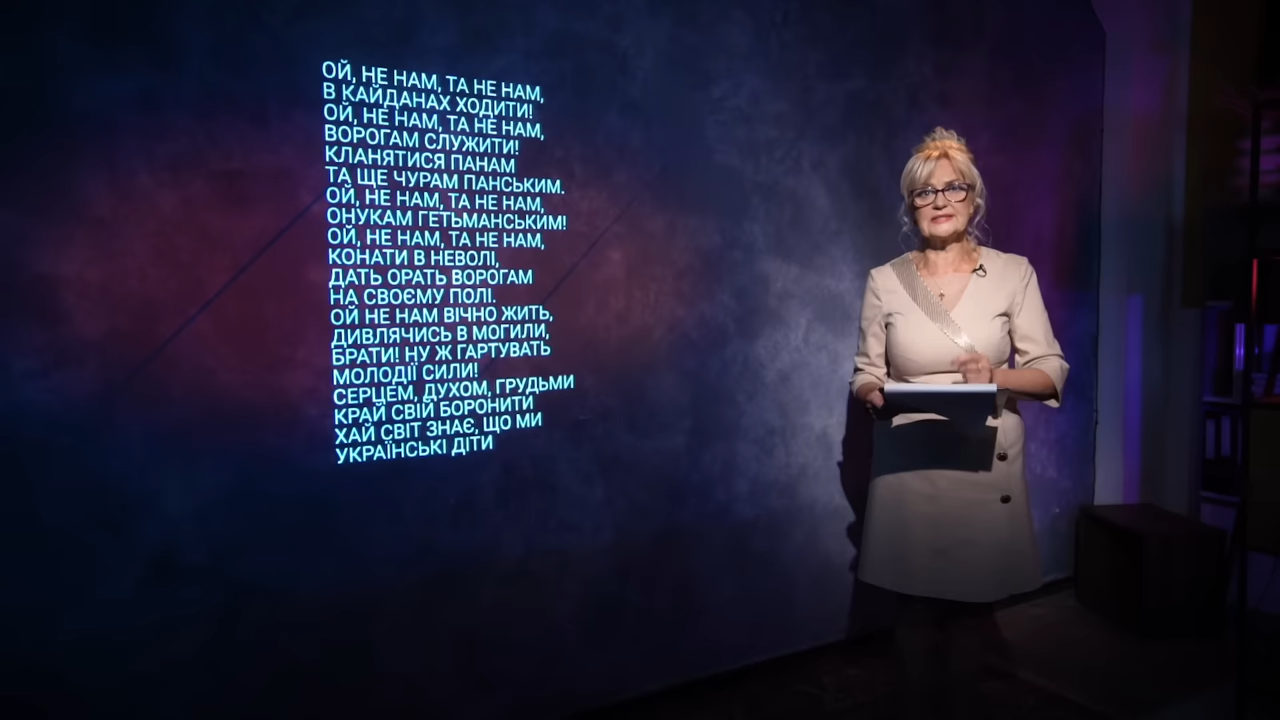 ОЙ, НЕ НАМ, ТА НЕ НАМ,
В КАЙДАНАХ ХОДИТИ!
ОЙ, НЕ НАМ, ТА НЕ НАМ,
ВОРОГАМ СЛУЖИТИ!
КЛАНЯТИСЯ ПАНАМ
ТА ЩЕ ЧУРАМ ПАНСЬКИМ.
ОЙ, НЕ НАМ, ТА НЕ НАМ,
ОНУКАМ ГЕТЬМАНСЬКИМ!
ОЙ, НЕ НАМ, ТА НЕ НАМ,
КОНАТИ В НЕВОЛІ,
ДАТЬ ОРАТЬ ВОРОГАМ
НА СВОЄМУ ПОЛІ.
ОЙ НЕ НАМ ВІЧНО ЖИТЬ,
ДИВЛЯЧИСЬ В МОГИЛИ,
БРАТИ! НУ Ж ГАРТУВАТЬ
МОЛОДІЇ СИЛИ!
СЕРЦЕМ, ДУХОМ, ГРУДЬМИ
КРАЙ СВІЙ БОРОНИТИ
ХАЙ СВІТ ЗНАЄ, ЩО МИ
УКРАЇНСЬКІ ДІТИ